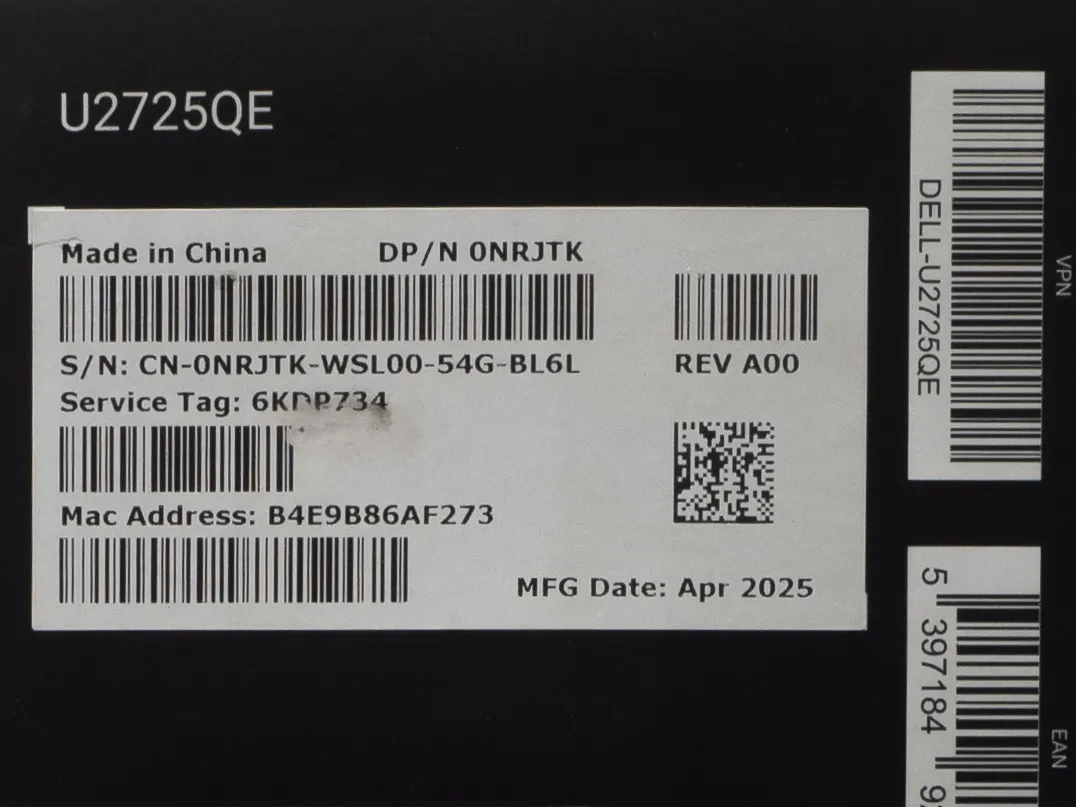 U2725QE
Made in China
DP/N 0NRJTK
S/N: CN-0NRJTK-WSL00-54G-BL6L
REV A00
Service Tag:
Mac Address: B4E9B86AF273
MFG Date: Apr 2025
DELL-U2725QE
VPN
5 397184
EAN